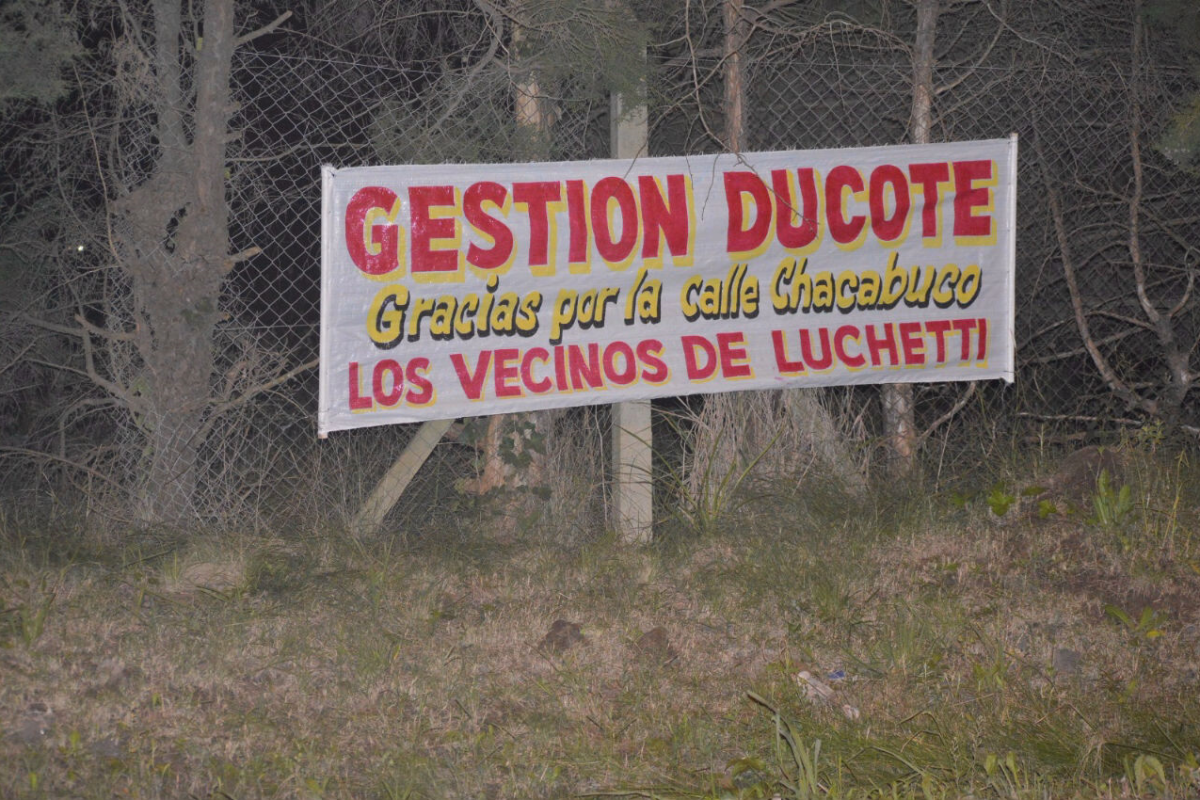 GESTION DUCOTE
Gracias por la calle Chacabuco
LOS VECINOS DE LUCHETTI